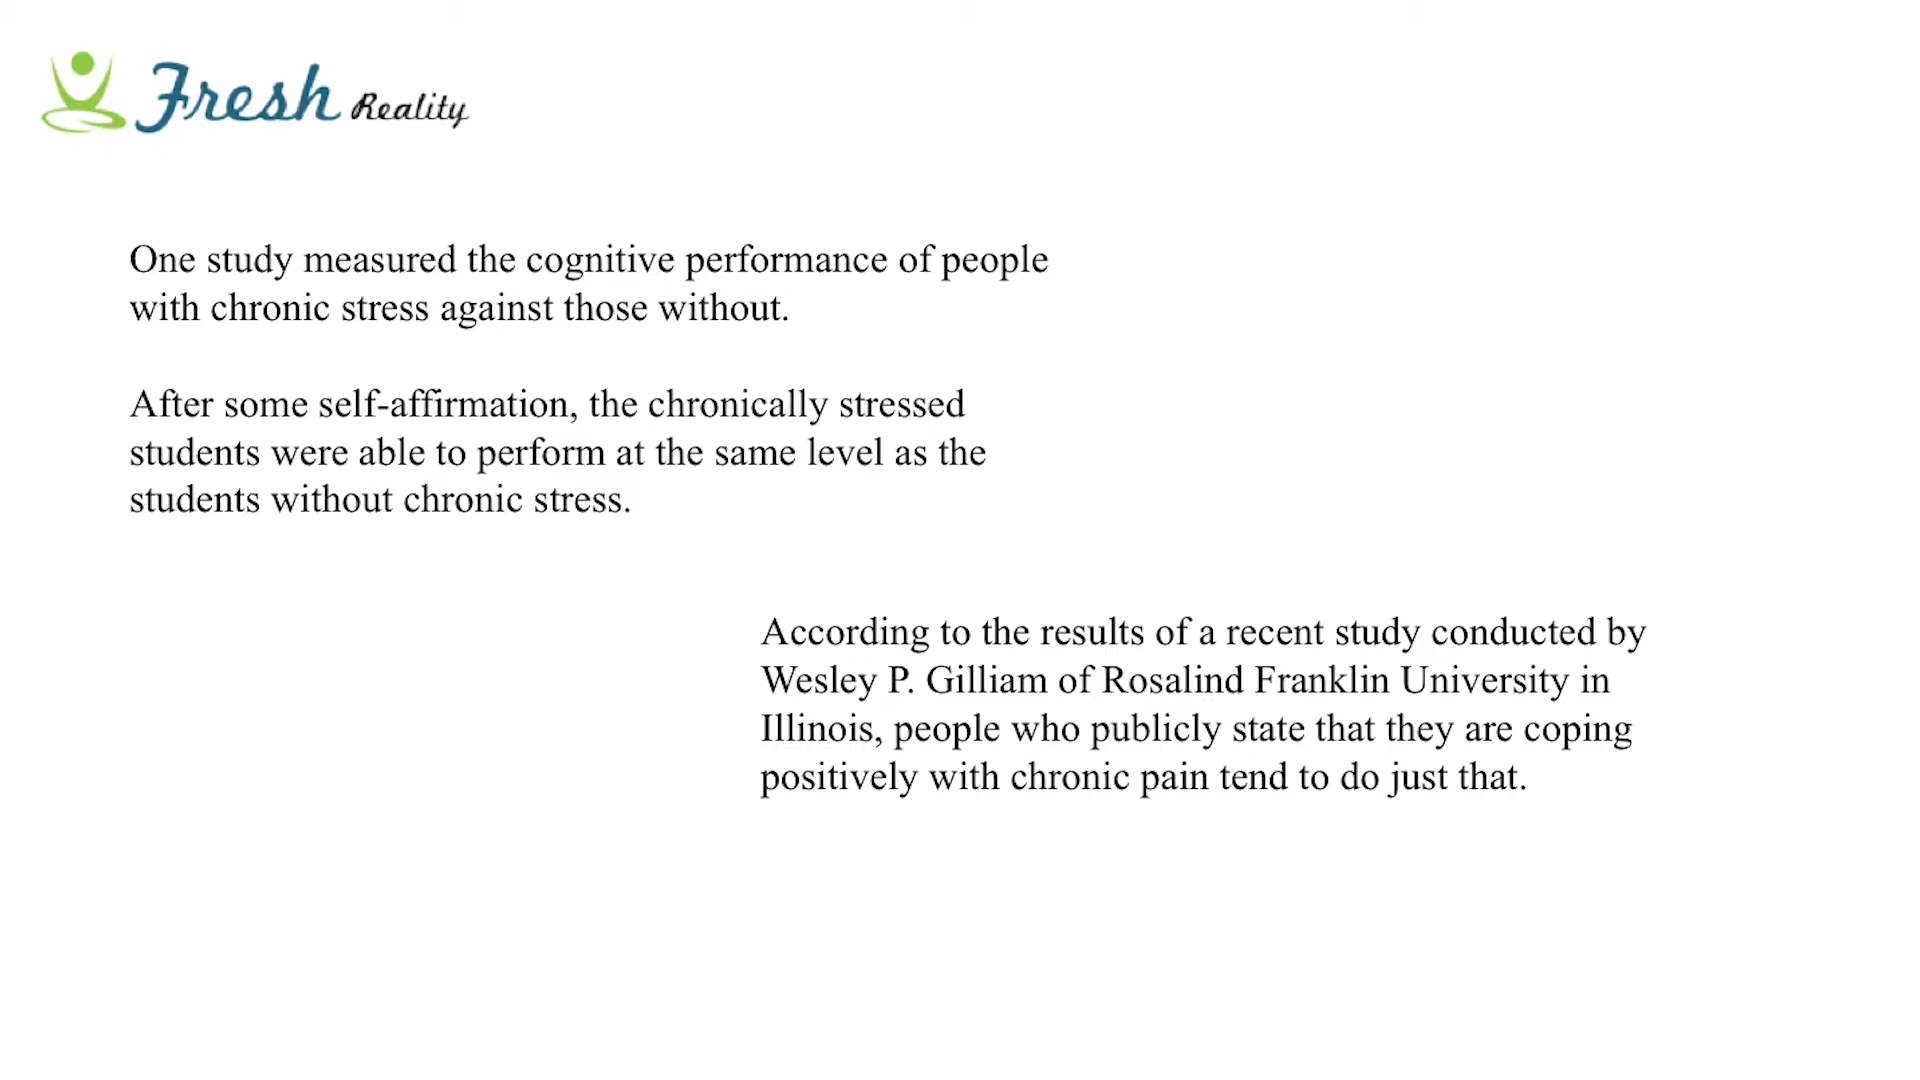 Fresh Reality
One study measured the cognitive performance of people
with chronic stress against those without.
After some self-affirmation, the chronically stressed
students were able to perform at the same level as the
students without chronic stress.
According to the results of a recent study conducted by
Wesley P. Gilliam of Rosalind Franklin University in
Illinois, people who publicly state that they are coping
positively with chronic pain tend to do just that.